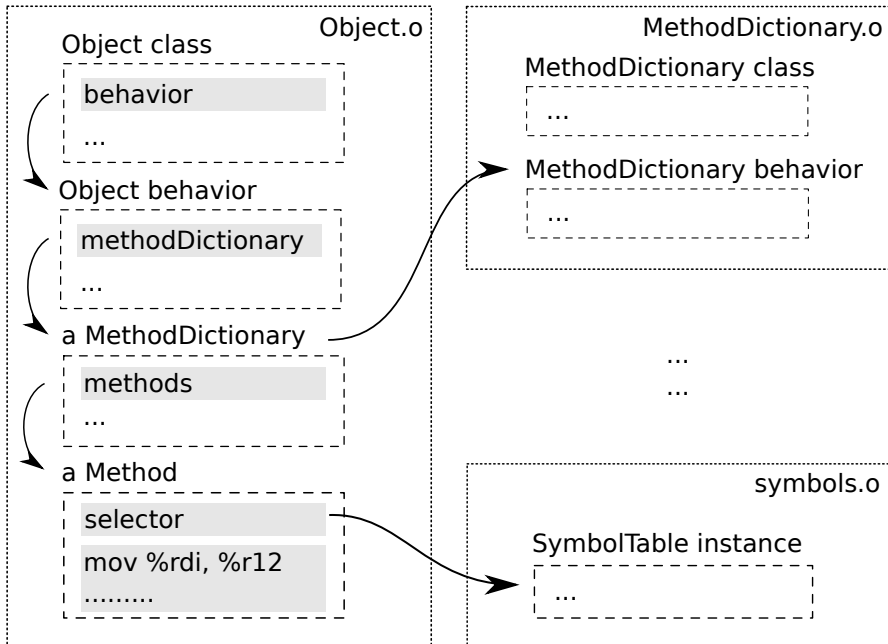 Object.o
Object class
behavior
...
Object behavior
methodDictionary
...
a MethodDictionary
methods
...
a Method
selector
mov %rdi, %r12
.........
MethodDictionary.o
MethodDictionary class
...
MethodDictionary behavior
...
...
...
symbols.o
SymbolTable instance
...